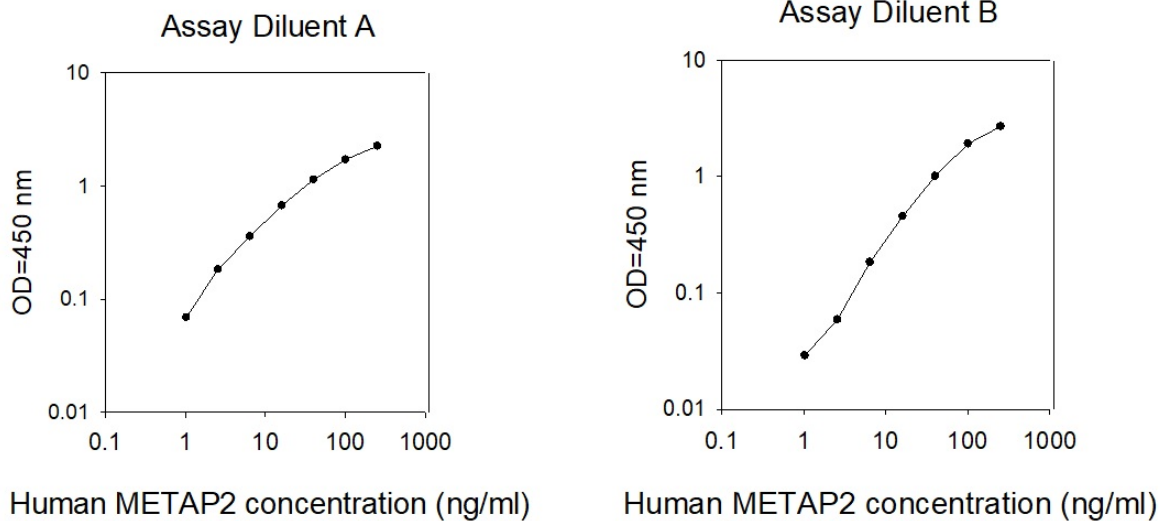 Assay Diluent A
10
1
0.1
0.01
0.1 1 10 100 1000
OD=450 nm
Human METAP2 concentration (ng/ml)
Assay Diluent B
10
1
0.1
0.01
0.1 1 10 100 1000
OD=450 nm
Human METAP2 concentration (ng/ml)